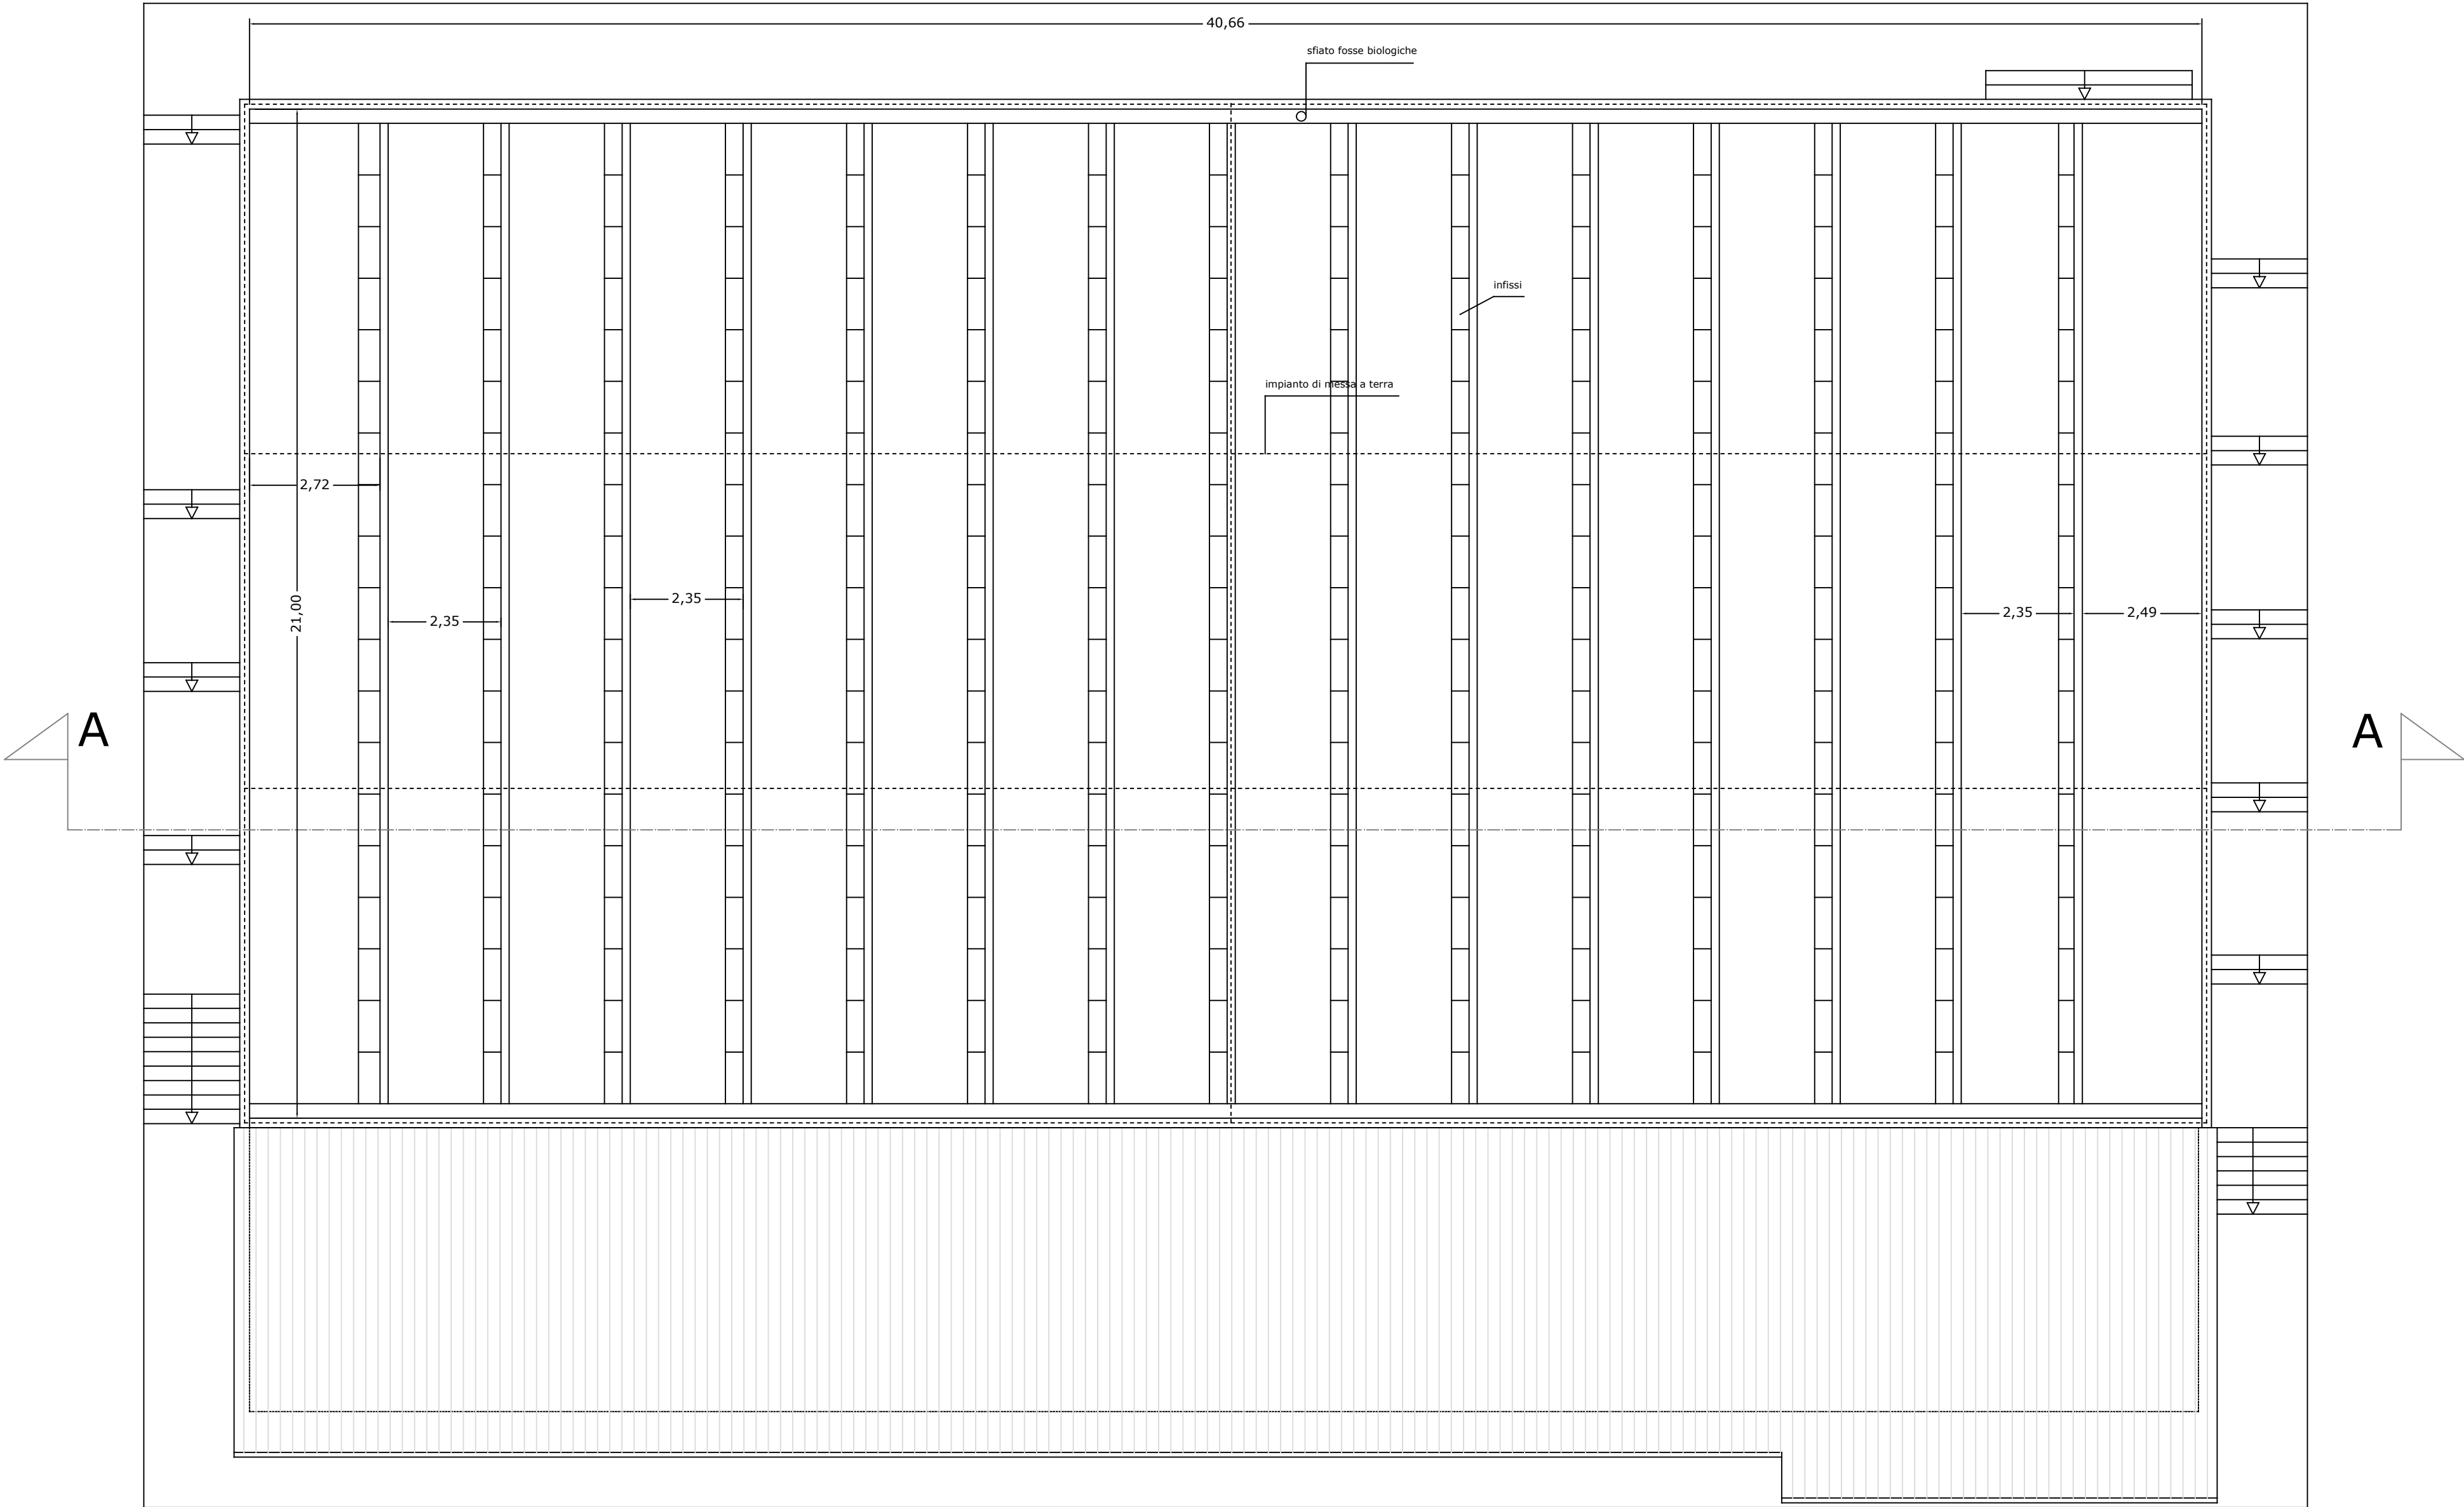 40,66
sfiato fosse biologiche
infissi
impianto di messa a terra
2,72
21,00
2,35
2,35
2,35
2,49
A
A